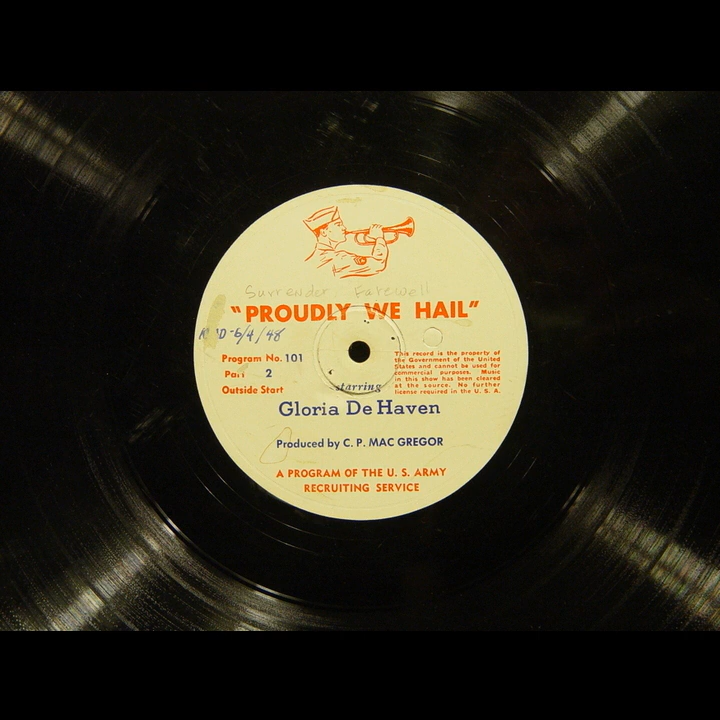 Surrender Farewell
"PROUDLY WE HAIL"
-6/4/48
Program No. 101
Part 2
Outside Start
This record is the property of
the Government of the United
States and cannot be used for
commercial purposes. Music
in this show has been cleared
at the source. No further
license required in the U. S. A.
starring
Gloria De Haven
Produced by C. P. MAC GREGOR
A PROGRAM OF THE U. S. ARMY
RECRUITING SERVICE